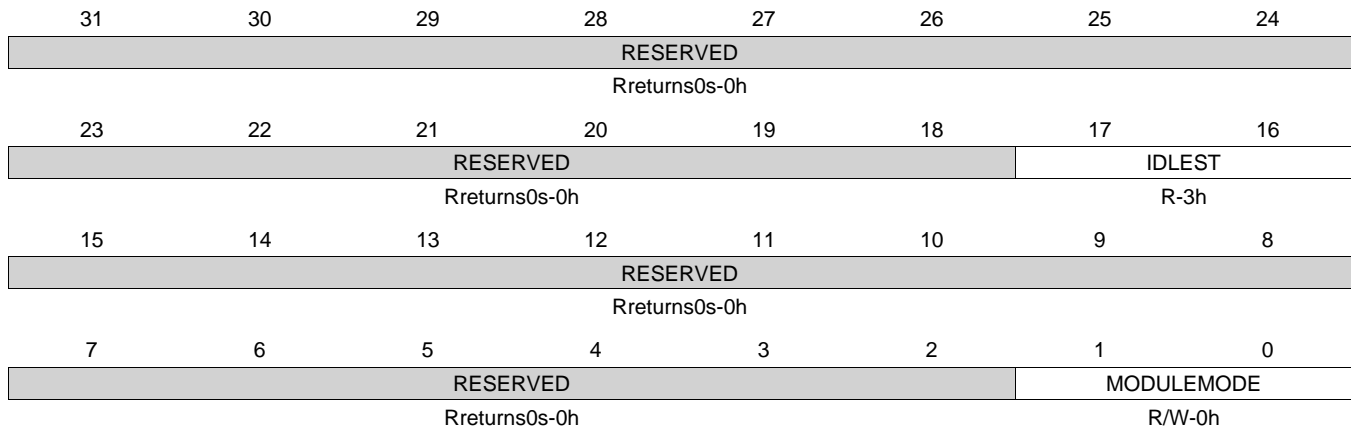 31 30 29 28 27 26 25 24
RESERVED
Rreturns0s-0h
23 22 21 20 19 18 17 16
RESERVED IDLEST
Rreturns0s-0h R-3h
15 14 13 12 11 10 9 8
RESERVED
Rreturns0s-0h
7 6 5 4 3 2 1 0
RESERVED MODULEMODE
Rreturns0s-0h R/W-0h